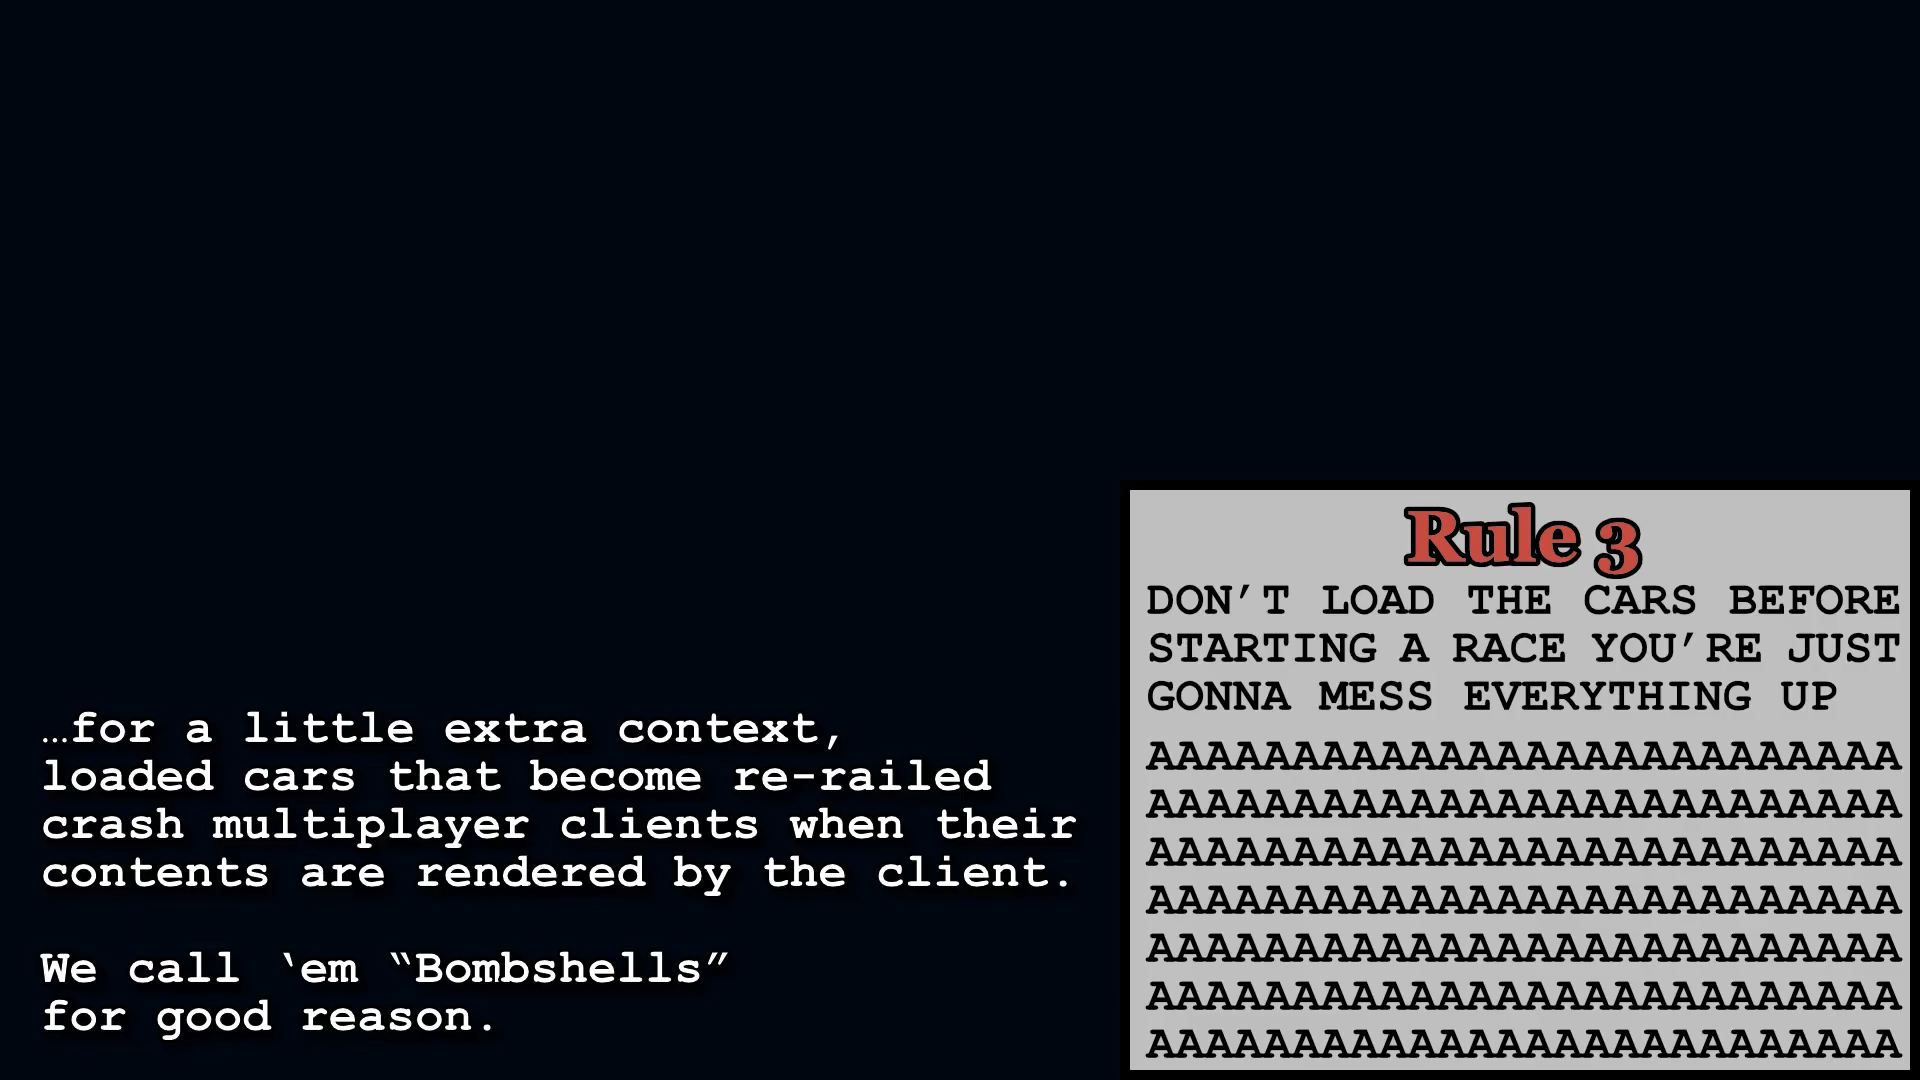 …for a little extra context,
loaded cars that become re-railed
crash multiplayer clients when their
contents are rendered by the client.
We call ‘em “Bombshells”
for good reason.
Rule 3
DON’T LOAD THE CARS BEFORE
STARTING A RACE YOU’RE JUST
GONNA MESS EVERYTHING UP
AAAAAAAAAAAAAAAAAAAAAAAAAA
AAAAAAAAAAAAAAAAAAAAAAAAAA
AAAAAAAAAAAAAAAAAAAAAAAAAA
AAAAAAAAAAAAAAAAAAAAAAAAAA
AAAAAAAAAAAAAAAAAAAAAAAAAA
AAAAAAAAAAAAAAAAAAAAAAAAAA
AAAAAAAAAAAAAAAAAAAAAAAAAA